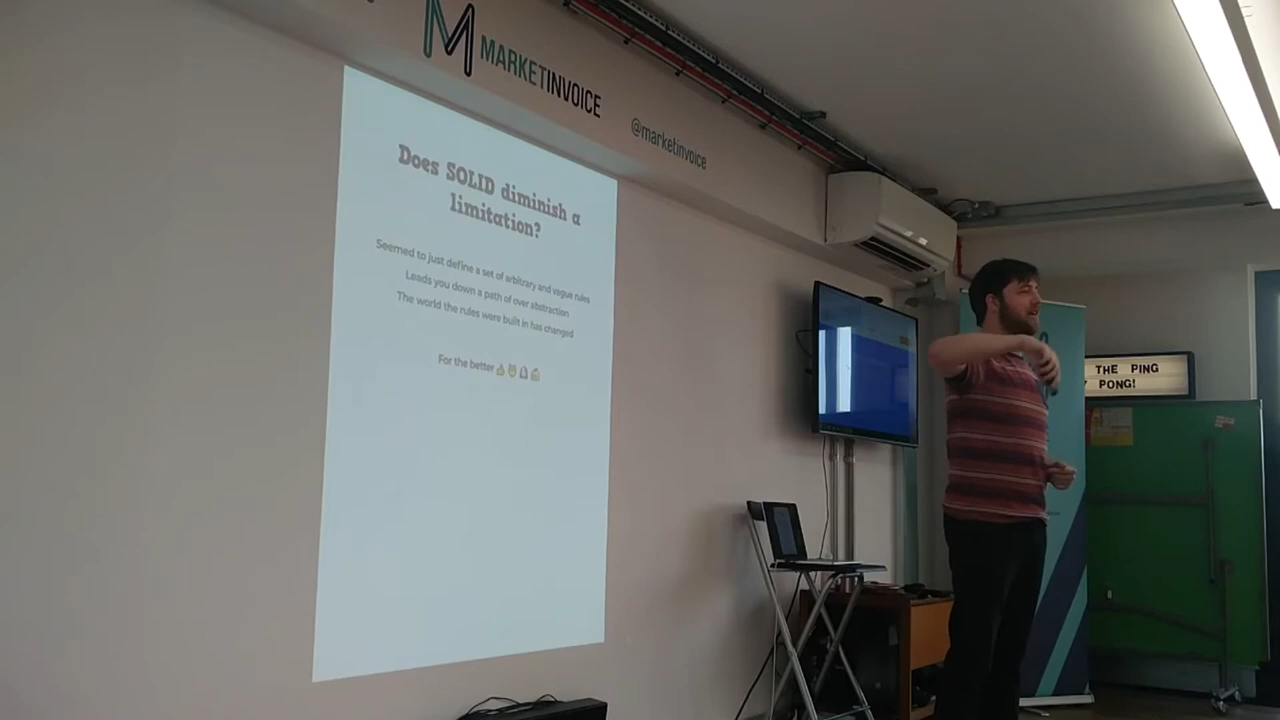 MARKETINVOICE
@marketinvoice
Does SOLID diminish a
limitation?
Seemed to just define a set of arbitrary and vague rules
Leads you down a path of over abstraction
The world the rules were built in has changed
For the better
THE PING
PONG!